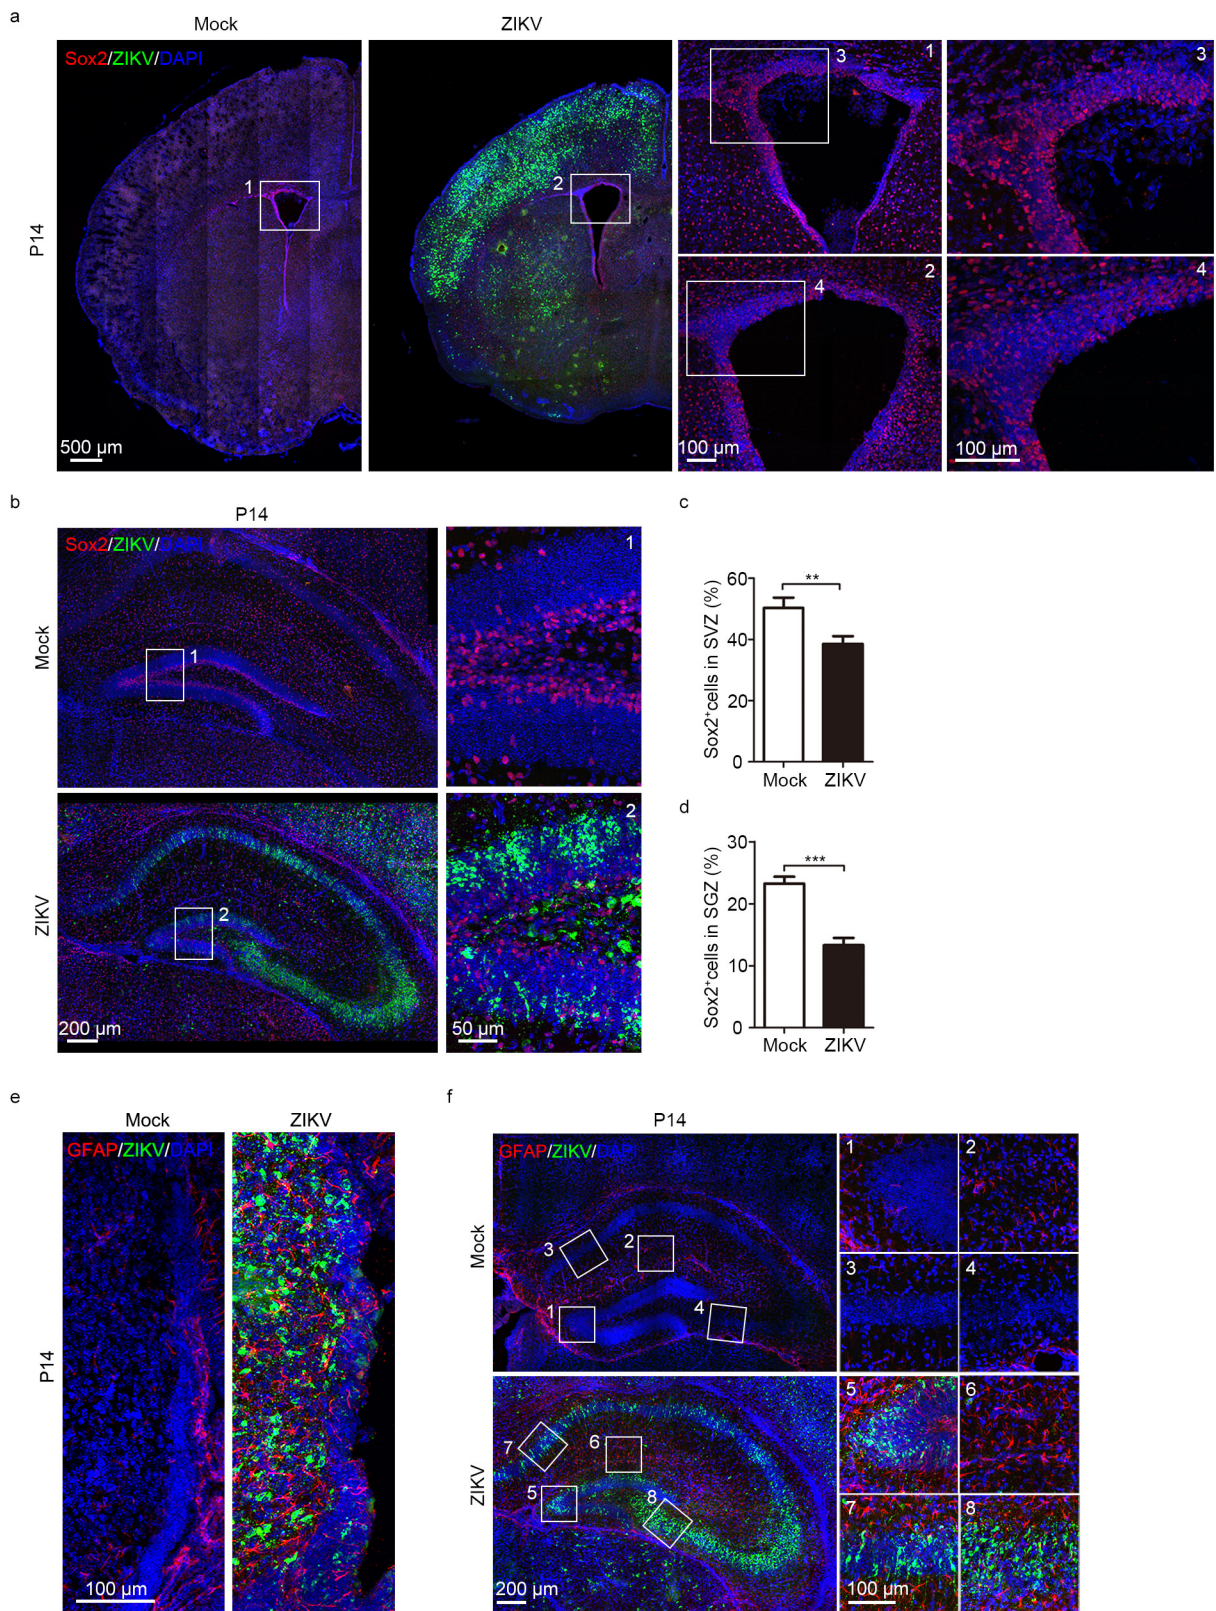 a
Mock
ZIKV
Sox2/ZIKV/DAPI
P14
1
2
3
1
3
4
2
4
500 µm
100 µm
100 µm
b
P14
Sox2/ZIKV/DAPI
Mock
1
1
ZIKV
2
2
200 µm
50 µm
c
Sox2+cells in SVZ (%)
60
40
20
0
**
Mock
ZIKV
d
Sox2+cells in SGZ (%)
30
20
10
0
***
Mock
ZIKV
e
Mock
ZIKV
GFAP/ZIKV/DAPI
P14
100 µm
f
P14
GFAP/ZIKV/DAPI
Mock
3
2
1
4
1
2
3
4
ZIKV
7
6
5
8
5
6
7
8
200 µm
100 µm